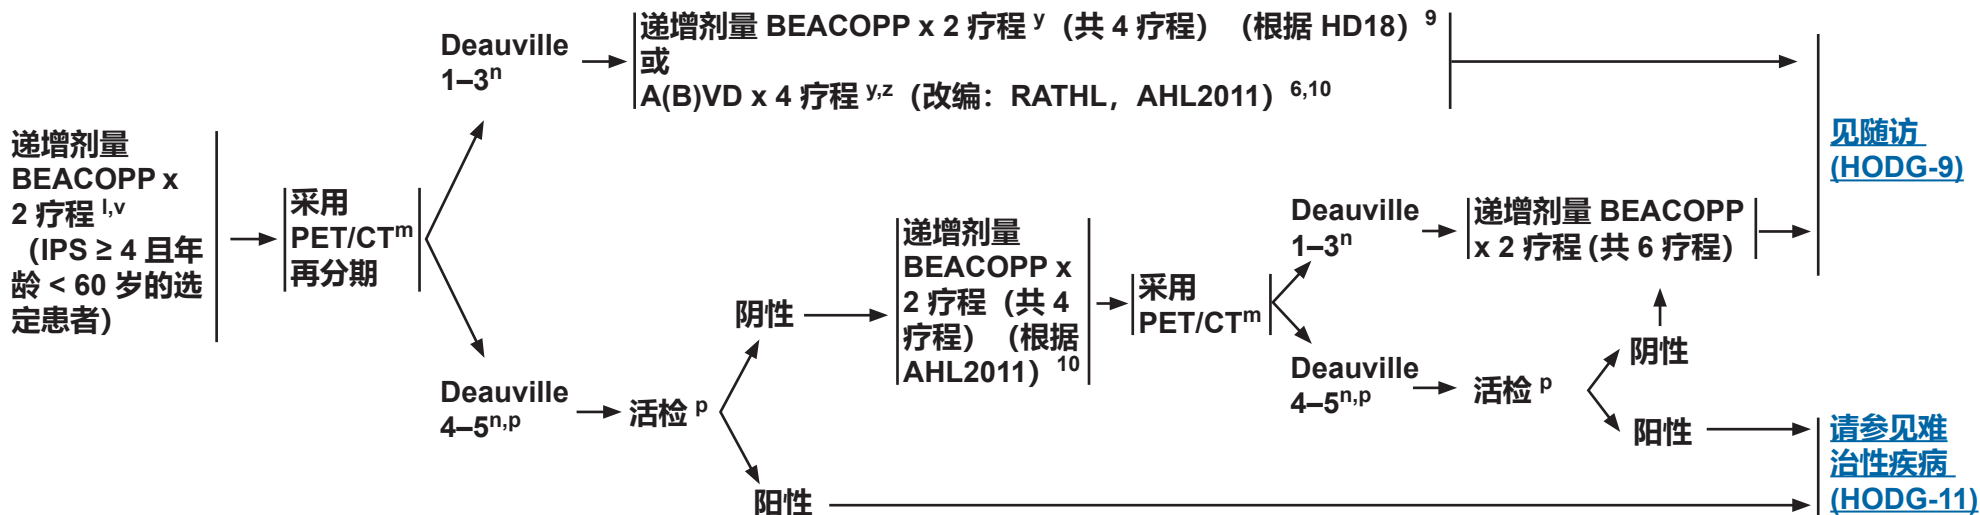 递增剂量
BEACOPP x
2 疗程 l,v
（IPS ≥ 4 且年
龄 < 60 岁的选
定患者）
采用
PET/CTᵐ
再分期
Deauville
1–3ⁿ
递增剂量 BEACOPP x 2 疗程 y（共 4 疗程）（根据 HD18）9
或
A(B)VD x 4 疗程 y,z（改编：RATHL，AHL2011）6,10
Deauville
4–5n,p
活检 p
阴性
阳性
递增剂量
BEACOPP x
2 疗程（共 4
疗程）（根据
AHL2011）10
采用
PET/CTᵐ
Deauville
1–3ⁿ
递增剂量 BEACOPP
x 2 疗程 (共 6 疗程）
Deauville
4–5n,p
活检 p
阴性
阳性
见随访
(HODG-9)
请参见难
治性疾病
(HODG-11)